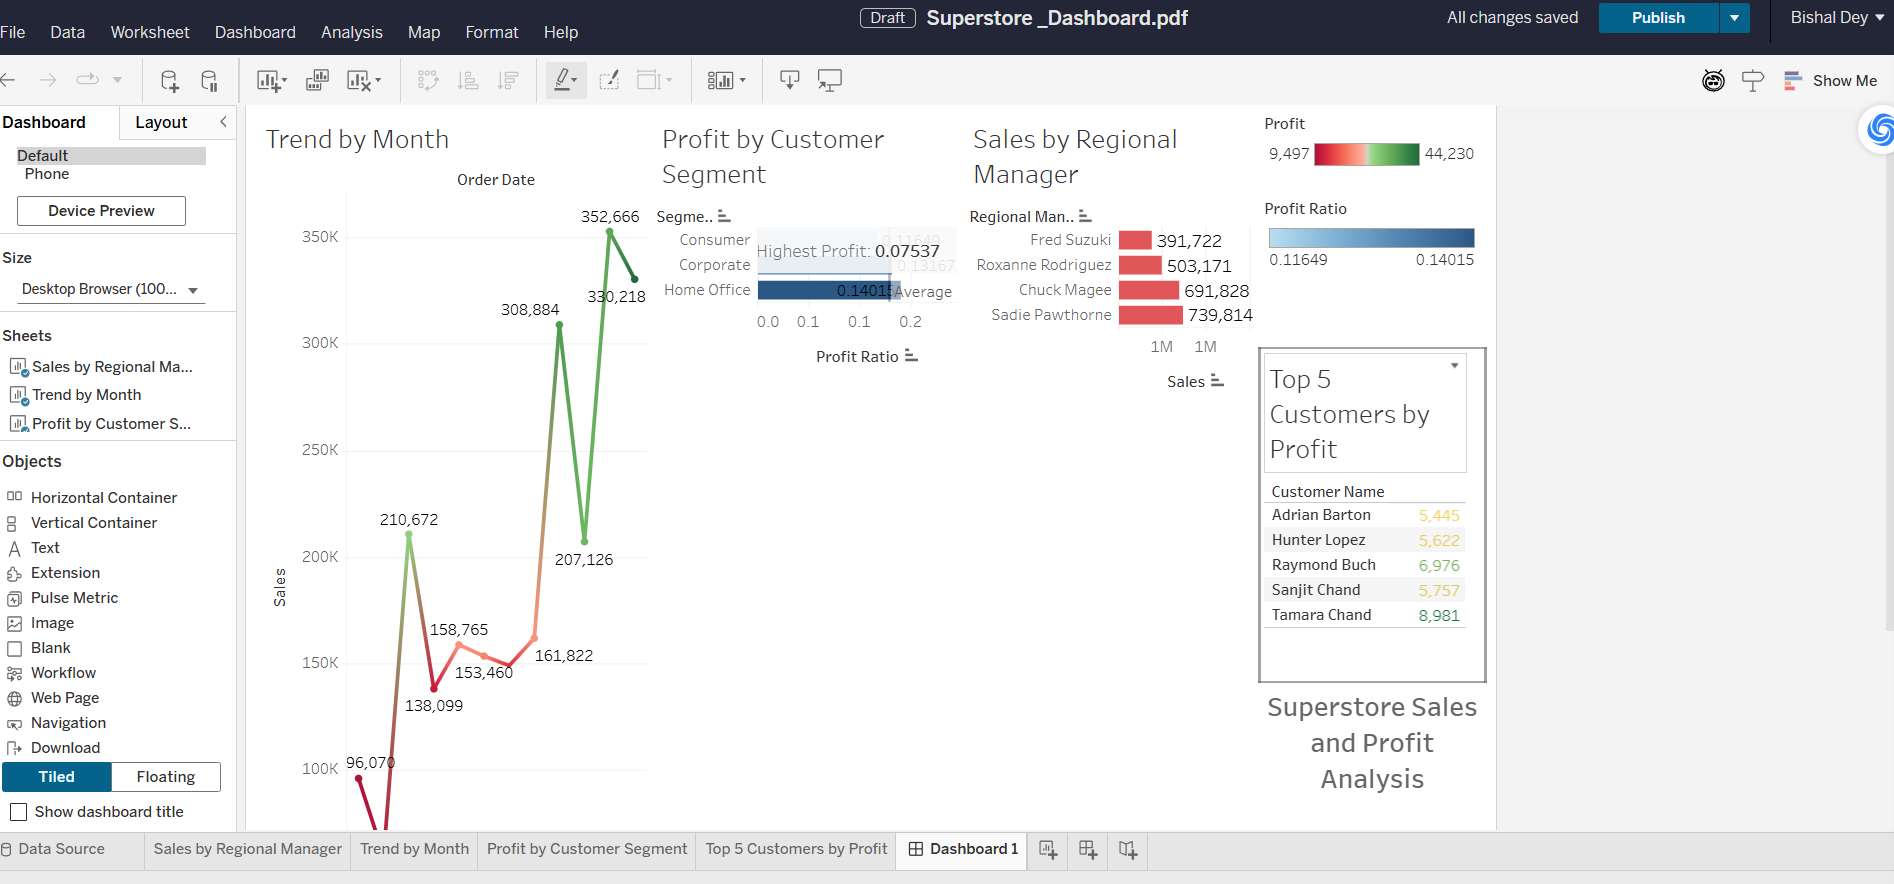 Draft Superstore _Dashboard.pdf
All changes saved
Publish
Bishal Dey
File Data Worksheet Dashboard Analysis Map Format Help
Show Me
Dashboard
Layout
Default
Phone
Device Preview
Size
Desktop Browser (100...
Sheets
Sales by Regional Ma...
Trend by Month
Profit by Customer S...
Objects
Horizontal Container
Vertical Container
Text
Extension
Pulse Metric
Image
Blank
Workflow
Web Page
Navigation
Download
Tiled
Floating
Show dashboard title
Trend by Month
Order Date
Sales
350K
300K
250K
200K
150K
100K
96,070
210,672
138,099
158,765
153,460
161,822
308,884
207,126
352,666
330,218
Profit by Customer
Segment
Segme..
Consumer 0.11649
Corporate 0.13167
Home Office 0.14015
Highest Profit: 0.07537
Average
0.0 0.1 0.1 0.2
Profit Ratio
Sales by Regional
Manager
Regional Man..
Fred Suzuki 391,722
Roxanne Rodriguez 503,171
Chuck Magee 691,828
Sadie Pawthorne 739,814
1M 1M
Sales
Profit
9,497 44,230
Profit Ratio
0.11649 0.14015
Top 5
Customers by
Profit
Customer Name
Adrian Barton 5,445
Hunter Lopez 5,622
Raymond Buch 6,976
Sanjit Chand 5,757
Tamara Chand 8,981
Superstore Sales
and Profit
Analysis
Data Source
Sales by Regional Manager
Trend by Month
Profit by Customer Segment
Top 5 Customers by Profit
Dashboard 1